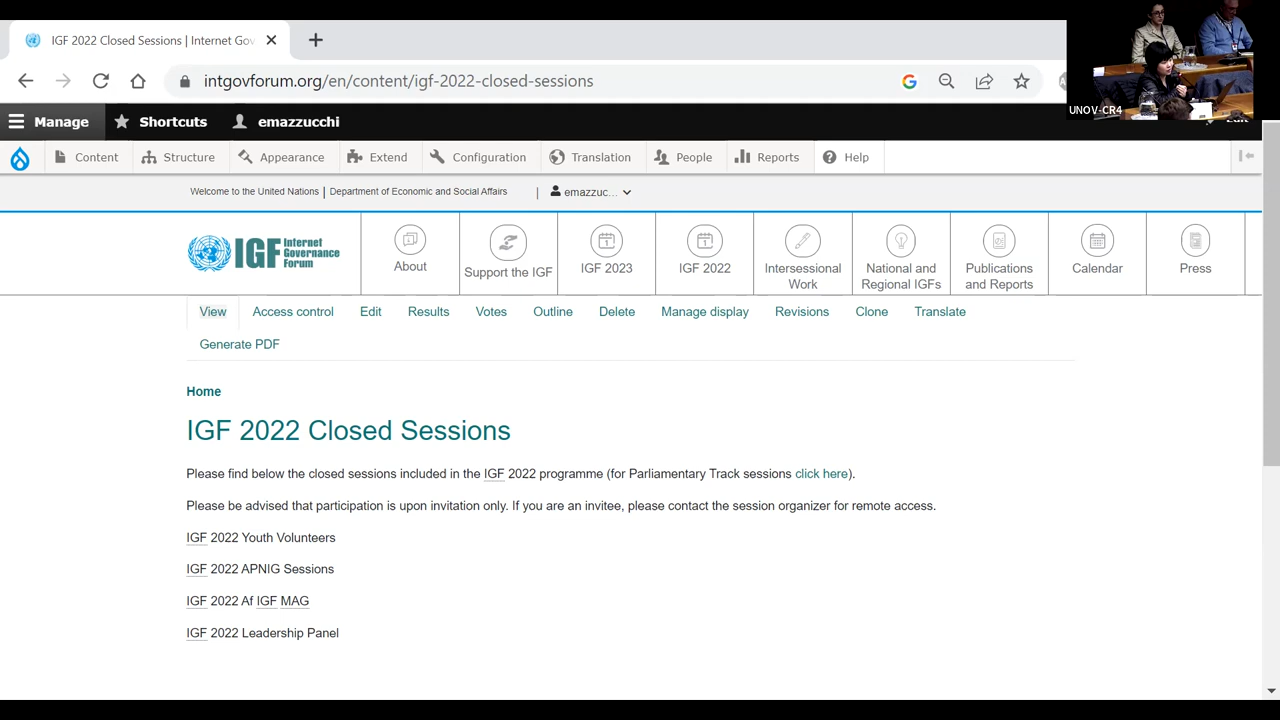 IGF 2022 Closed Sessions | Internet Gov
intgovforum.org/en/content/igf-2022-closed-sessions
UNOV-CR4
Manage Shortcuts emazzucchi
Content Structure Appearance Extend Configuration Translation People Reports Help
Welcome to the United Nations | Department of Economic and Social Affairs | emazzuc...
IGF Internet Governance Forum
About
Support the IGF
IGF 2023
IGF 2022
Intersessional Work
National and Regional IGFs
Publications and Reports
Calendar
Press
View Access control Edit Results Votes Outline Delete Manage display Revisions Clone Translate
Generate PDF
Home
IGF 2022 Closed Sessions
Please find below the closed sessions included in the IGF 2022 programme (for Parliamentary Track sessions click here).
Please be advised that participation is upon invitation only. If you are an invitee, please contact the session organizer for remote access.
IGF 2022 Youth Volunteers
IGF 2022 APNIG Sessions
IGF 2022 Af IGF MAG
IGF 2022 Leadership Panel